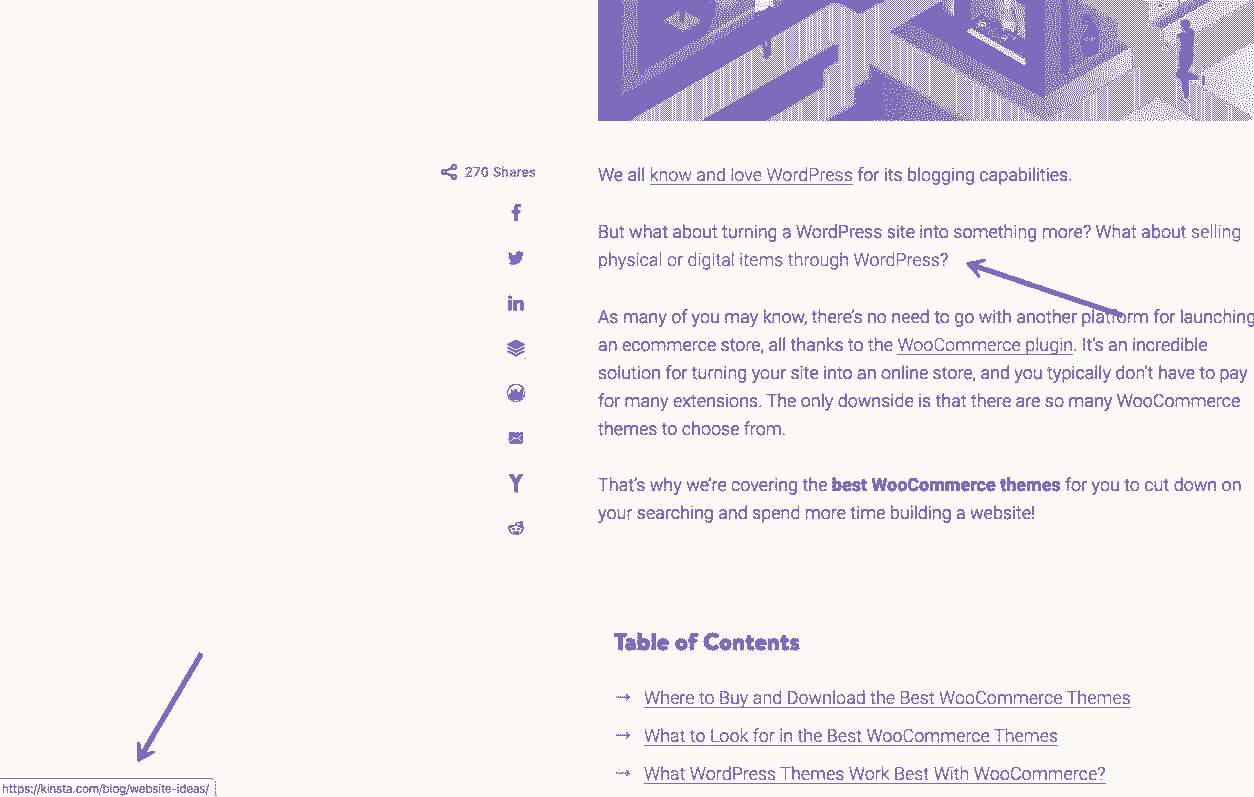 270 Shares
We all know and love WordPress for its blogging capabilities.
But what about turning a WordPress site into something more? What about selling
physical or digital items through WordPress?
As many of you may know, there's no need to go with another platform for launching
an ecommerce store, all thanks to the WooCommerce plugin. It's an incredible
solution for turning your site into an online store, and you typically don't have to pay
for many extensions. The only downside is that there are so many WooCommerce
themes to choose from.
That's why we're covering the best WooCommerce themes for you to cut down on
your searching and spend more time building a website!
Table of Contents
Where to Buy and Download the Best WooCommerce Themes
What to Look for in the Best WooCommerce Themes
What WordPress Themes Work Best With WooCommerce?
https://kinsta.com/blog/website-ideas/